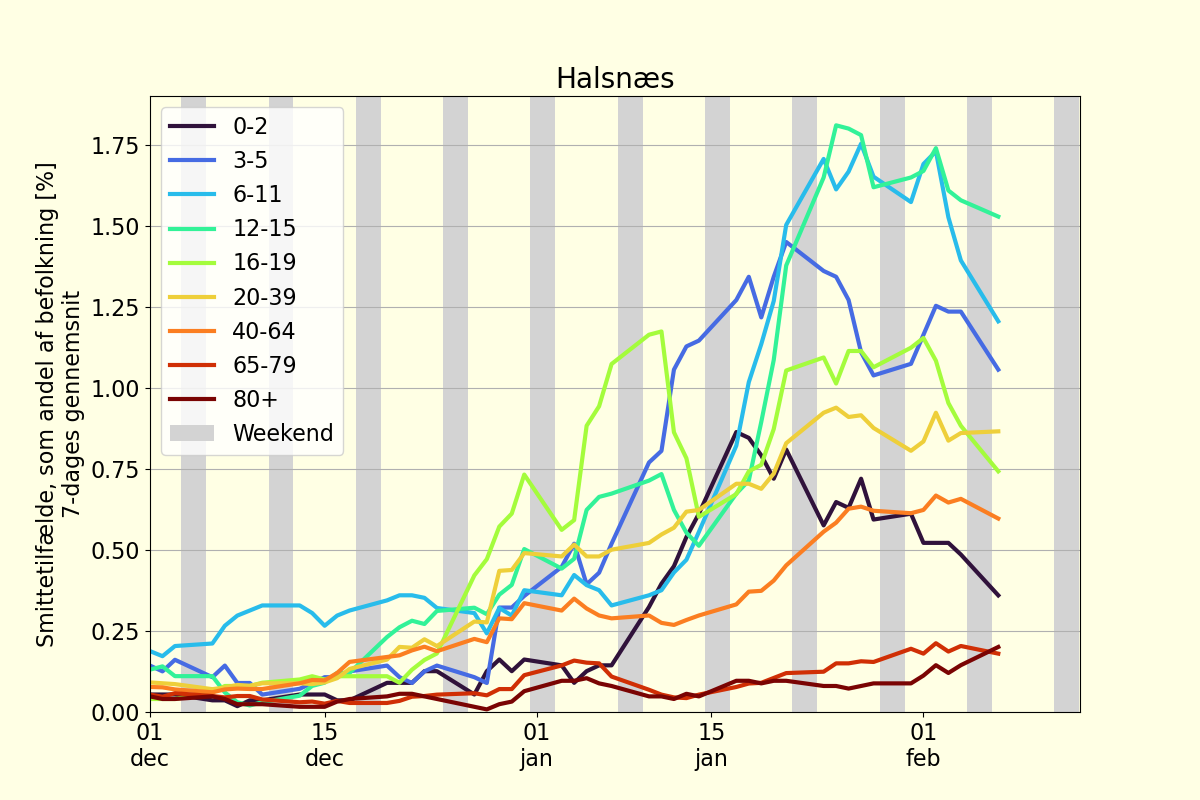 Halsnæs
Smittetilfælde, som andel af befolkning [%]
7-dages gennemsnit
1.75
1.50
1.25
1.00
0.75
0.50
0.25
0.00
0-2
3-5
6-11
12-15
16-19
20-39
40-64
65-79
80+
Weekend
01
dec
15
dec
01
jan
15
jan
01
feb